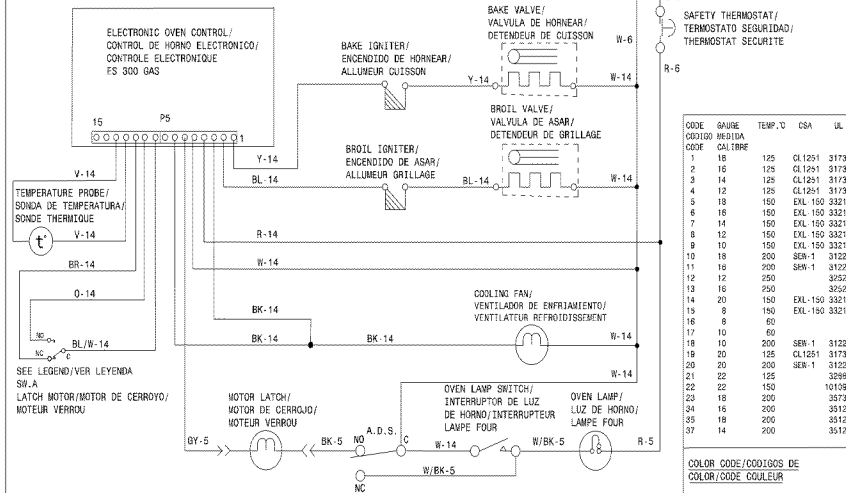 ELECTRONIC OVEN CONTROL/
CONTROL DE HORNO ELECTRONICO/
CONTROLE ELECTRONIQUE
ES 300 GAS
15
P5
1
BAKE VALVE/
VALVULA DE HORNEAR/
DETENDEUR DE CUISSON
W-6
SAFETY THERMOSTAT/
TERMOSTATO SEGURIDAD/
THERMOSTAT SECURITE
R-6
BAKE IGNITER/
ENCENDIDO DE HORNEAR/
ALLUMEUR CUISSON
Y-14
W-14
BROIL VALVE/
VALVULA DE ASAR/
DETENDEUR DE GRILLAGE
BROIL IGNITER/
ENCENDIDO DE ASAR/
ALLUMEUR GRILLAGE
Y-14
BL-14
BL-14
W-14
V-14
TEMPERATURE PROBE/
SONDA DE TEMPERATURA/
SONDE THERMIQUE
t°
V-14
R-14
BR-14
W-14
O-14
BK-14
COOLING FAN/
VENTILADOR DE ENFRIAMIENTO/
VENTILATEUR REFROIDISSEMENT
NO
NC
C
BL/W-14
BK-14
BK-14
W-14
SEE LEGEND/VER LEYENDA
SW.A
LATCH MOTOR/MOTOR DE CERROYO/
MOTEUR VERROU
W-14
MOTOR LATCH/
MOTOR DE CERROJO/
MOTEUR VERROU
OVEN LAMP SWITCH/
INTERRUPTOR DE LUZ
DE HORNO/INTERRUPTEUR
LAMPE FOUR
OVEN LAMP/
LUZ DE HORNO/
LAMPE FOUR
GY-5
BK-5
A.D.S.
NO
C
W-14
W/BK-5
R-5
W/BK-5
NC
CODE GAUGE TEMP.°C CSA UL
CODIGO MEDIDA
CODE CALIBRE
1 18 125 CL1251 3173
2 16 125 CL1251 3173
3 14 125 CL1251 3173
4 12 125 CL1251 3173
5 18 150 EXL-150 3321
6 16 150 EXL-150 3321
7 14 150 EXL-150 3321
8 12 150 EXL-150 3321
9 10 150 EXL-150 3321
10 18 200 SEW-1 3122
11 16 200 SEW-1 3122
12 12 250 3252
13 16 250 3252
14 20 150 EXL-150 3321
15 8 150 EXL-150 3321
16 8 60
17 10 60
18 10 200 SEW-1 3122
19 20 125 CL1251 3173
20 20 200 SEW-1 3122
21 22 125
22 22 150 10109
23 18 200 3573
34 16 200 3512
35 18 200 3512
37 14 200 3512
COLOR CODE/CODIGOS DE
COLOR/CODE COULEUR